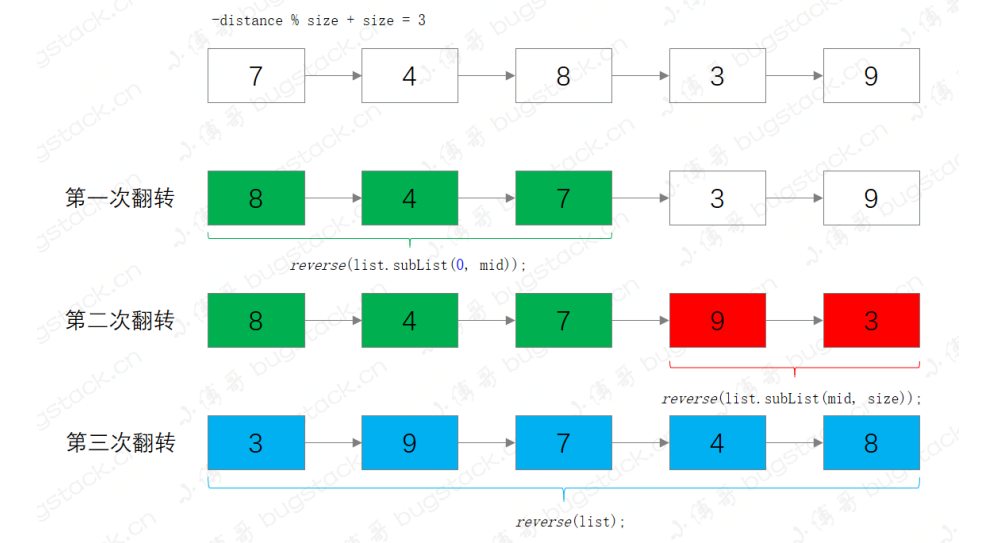 -distance % size + size = 3
7 4 8 3 9
第一次翻转 8 4 7 3 9
reverse(list.subList(0, mid));
第二次翻转 8 4 7 9 3
reverse(list.subList(mid, size));
第三次翻转 3 9 7 4 8
reverse(list);
小傅哥 bugstack.cn